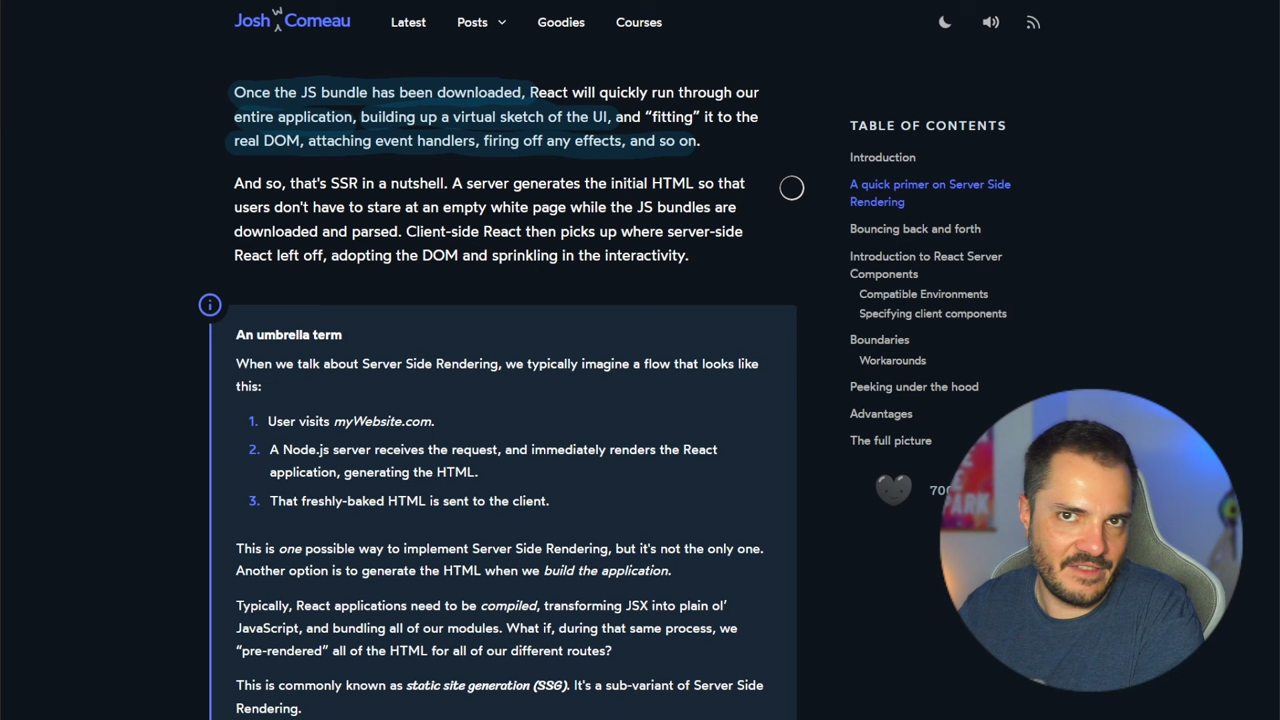 Josh W Comeau
Latest
Posts
Goodies
Courses
Once the JS bundle has been downloaded, React will quickly run through our
entire application, building up a virtual sketch of the UI, and “fitting” it to the
real DOM, attaching event handlers, firing off any effects, and so on.
And so, that's SSR in a nutshell. A server generates the initial HTML so that
users don't have to stare at an empty white page while the JS bundles are
downloaded and parsed. Client-side React then picks up where server-side
React left off, adopting the DOM and sprinkling in the interactivity.
An umbrella term
When we talk about Server Side Rendering, we typically imagine a flow that looks like
this:
1. User visits myWebsite.com.
2. A Node.js server receives the request, and immediately renders the React
application, generating the HTML.
3. That freshly-baked HTML is sent to the client.
This is one possible way to implement Server Side Rendering, but it's not the only one.
Another option is to generate the HTML when we build the application.
Typically, React applications need to be compiled, transforming JSX into plain ol’
JavaScript, and bundling all of our modules. What if, during that same process, we
“pre-rendered” all of the HTML for all of our different routes?
This is commonly known as static site generation (SSG). It's a sub-variant of Server Side
Rendering.
TABLE OF CONTENTS
Introduction
A quick primer on Server Side
Rendering
Bouncing back and forth
Introduction to React Server
Components
Compatible Environments
Specifying client components
Boundaries
Workarounds
Peeking under the hood
Advantages
The full picture
PARK